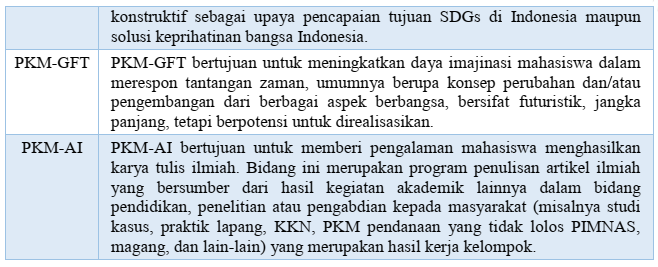 konstruktif sebagai upaya pencapaian tujuan SDGs di Indonesia maupun
solusi keprihatinan bangsa Indonesia.
PKM-GFT PKM-GFT bertujuan untuk meningkatkan daya imajinasi mahasiswa dalam
merespon tantangan zaman, umumnya berupa konsep perubahan dan/atau
pengembangan dari berbagai aspek berbangsa, bersifat futuristik, jangka
panjang, tetapi berpotensi untuk direalisasikan.
PKM-AI PKM-AI bertujuan untuk memberi pengalaman mahasiswa menghasilkan
karya tulis ilmiah. Bidang ini merupakan program penulisan artikel ilmiah
yang bersumber dari hasil kegiatan akademik lainnya dalam bidang
pendidikan, penelitian atau pengabdian kepada masyarakat (misalnya studi
kasus, praktik lapang, KKN, PKM pendanaan yang tidak lolos PIMNAS,
magang, dan lain-lain) yang merupakan hasil kerja kelompok.